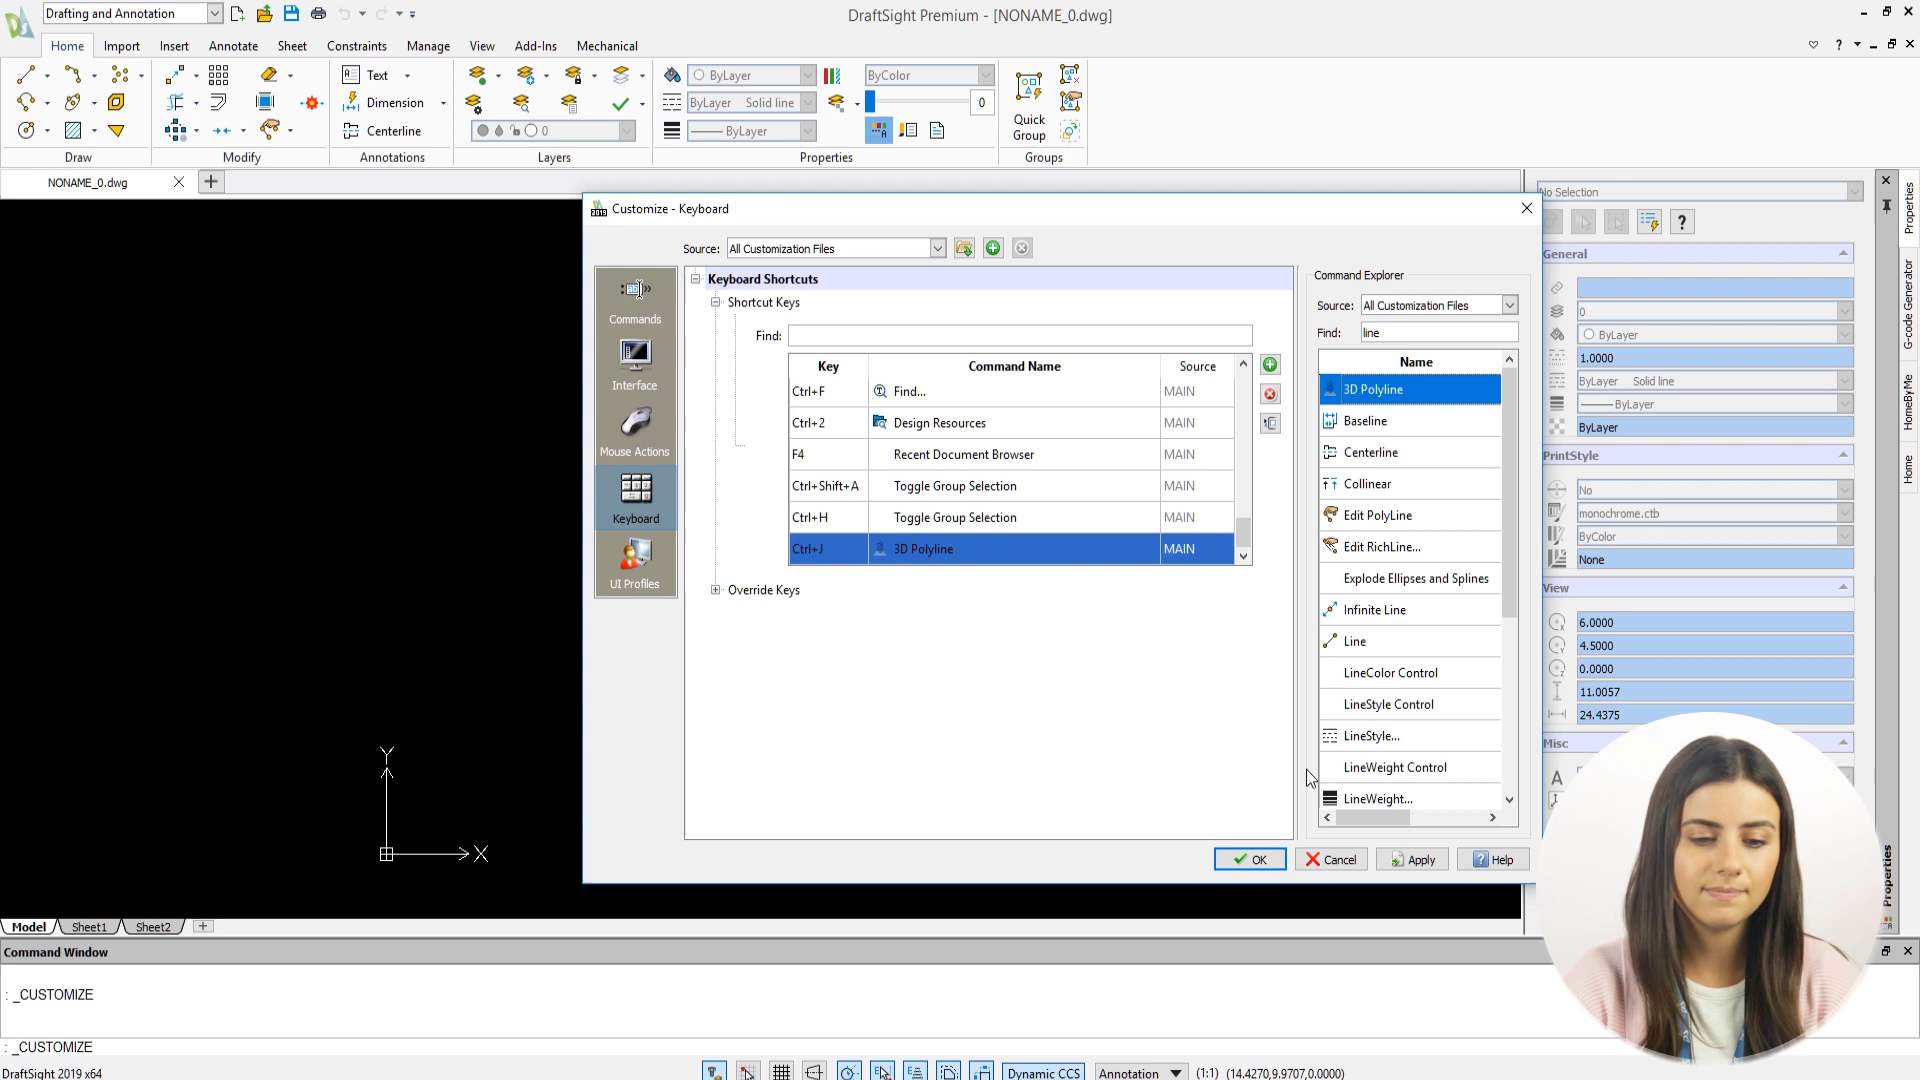 Drafting and Annotation
DraftSight Premium - [NONAME_0.dwg]
Home Import Insert Annotate Sheet Constraints Manage View Add-Ins Mechanical
Text
Dimension
Centerline
ByLayer
ByLayer Solid line
ByLayer
ByColor
0
0
Quick
Group
Draw Modify Annotations Layers Properties Groups
NONAME_0.dwg
Customize - Keyboard
Source: All Customization Files
Commands
Interface
Mouse Actions
Keyboard
UI Profiles
Keyboard Shortcuts
Shortcut Keys
Find:
Key Command Name Source
Ctrl+F Find... MAIN
Ctrl+2 Design Resources MAIN
F4 Recent Document Browser MAIN
Ctrl+Shift+A Toggle Group Selection MAIN
Ctrl+H Toggle Group Selection MAIN
Ctrl+J 3D Polyline MAIN
Override Keys
Command Explorer
Source: All Customization Files
Find: line
Name
3D Polyline
Baseline
Centerline
Collinear
Edit PolyLine
Edit RichLine...
Explode Ellipses and Splines
Infinite Line
Line
LineColor Control
LineStyle Control
LineStyle...
LineWeight Control
LineWeight...
OK Cancel Apply Help
No Selection
General
0
ByLayer
1.0000
ByLayer Solid line
ByLayer
ByLayer
PrintStyle
No
monochrome.ctb
ByColor
None
View
6.0000
4.5000
0.0000
11.0057
24.4375
Misc
Properties
G-code Generator
HomeByMe
Home
Properties
Y
X
Model Sheet1 Sheet2
Command Window
: _CUSTOMIZE
: _CUSTOMIZE
DraftSight 2019 x64
Dynamic CCS Annotation (1:1) (14.4270,9.9707,0.0000)